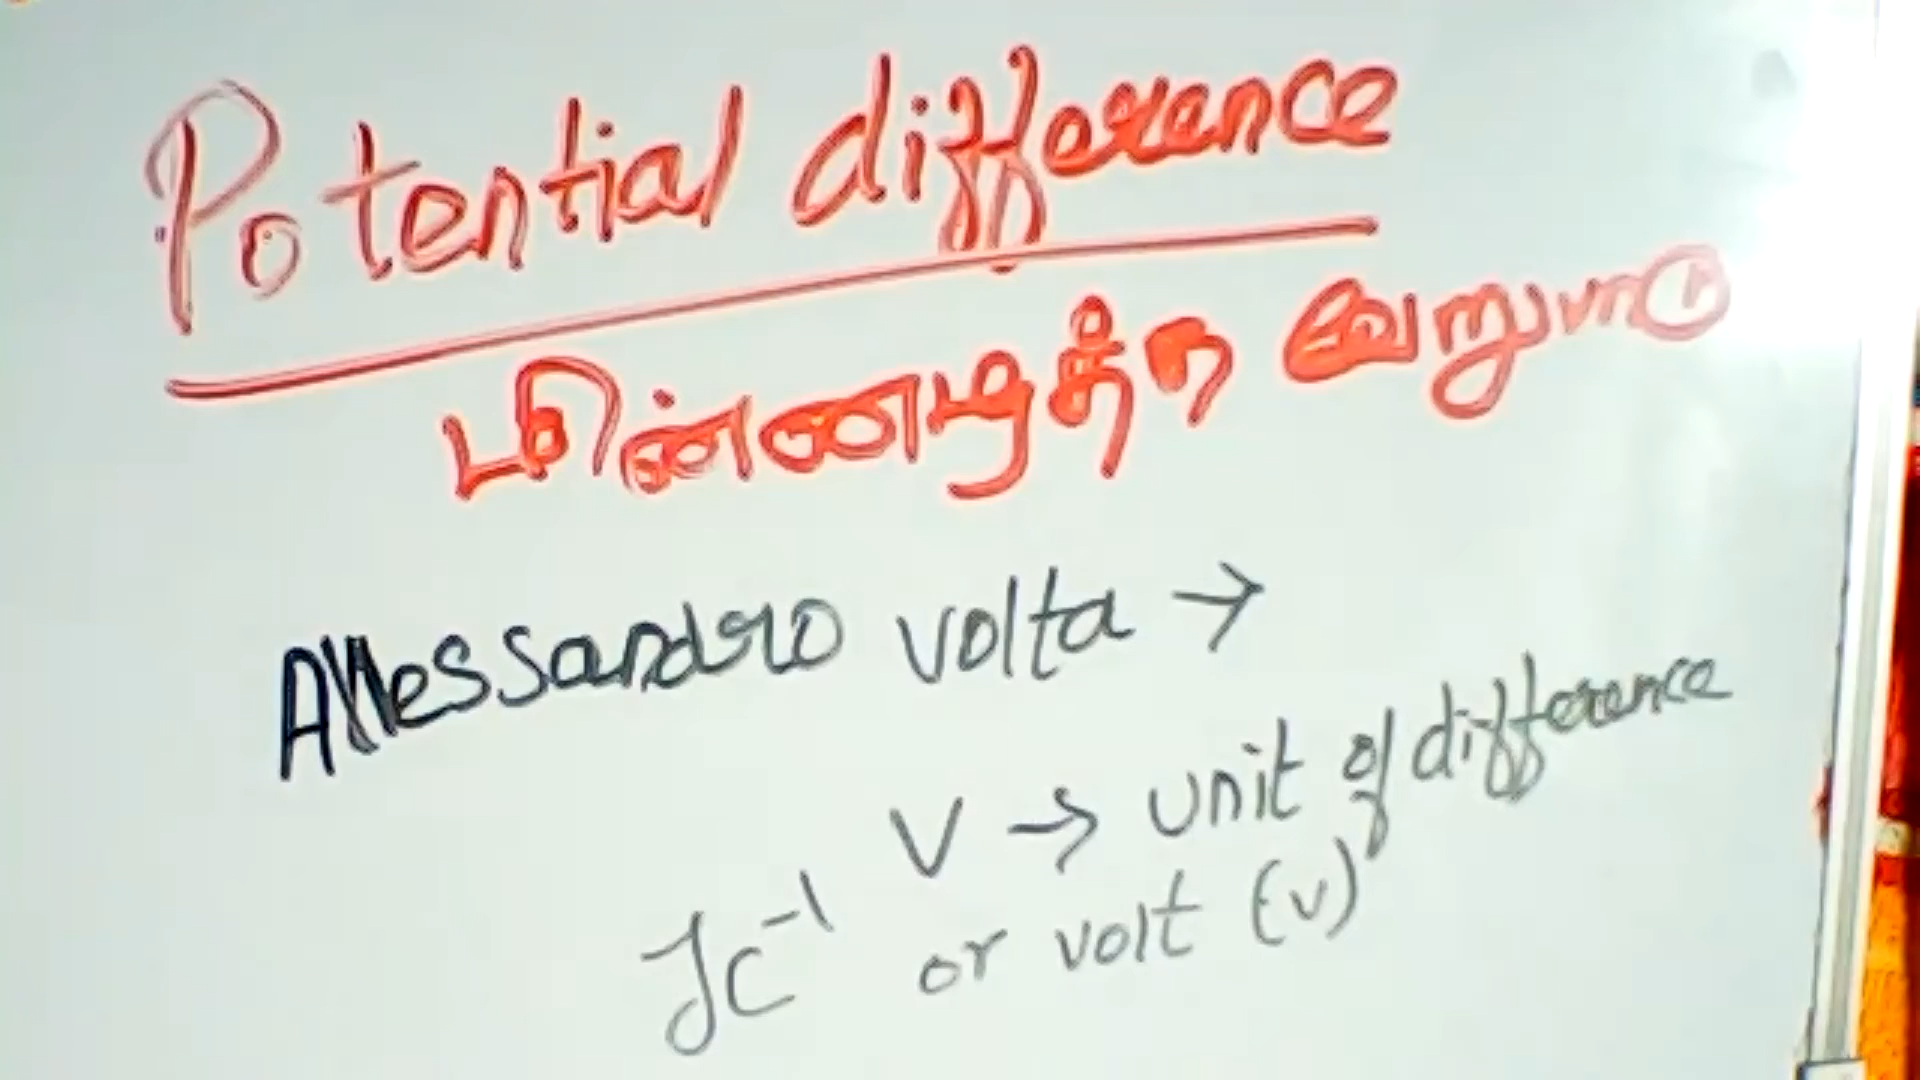 Potential difference
மின்னழுத்த வேறுபாடு
Allessandro volta →
V → unit of difference
JC⁻¹ or volt (v)